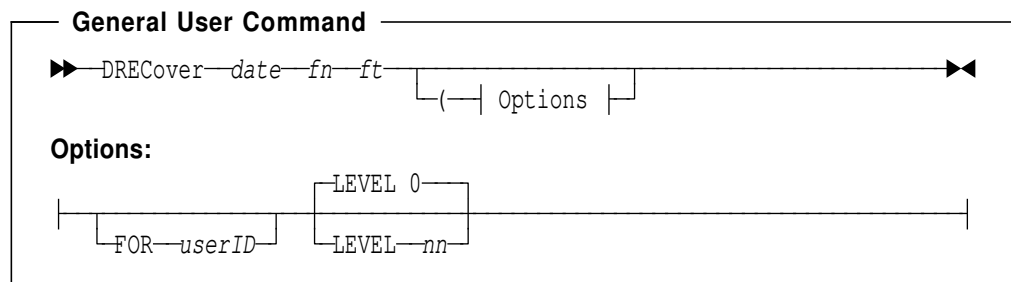 General User Command
DRECover date fn ft
( Options
Options:
LEVEL 0
FOR userID LEVEL nn